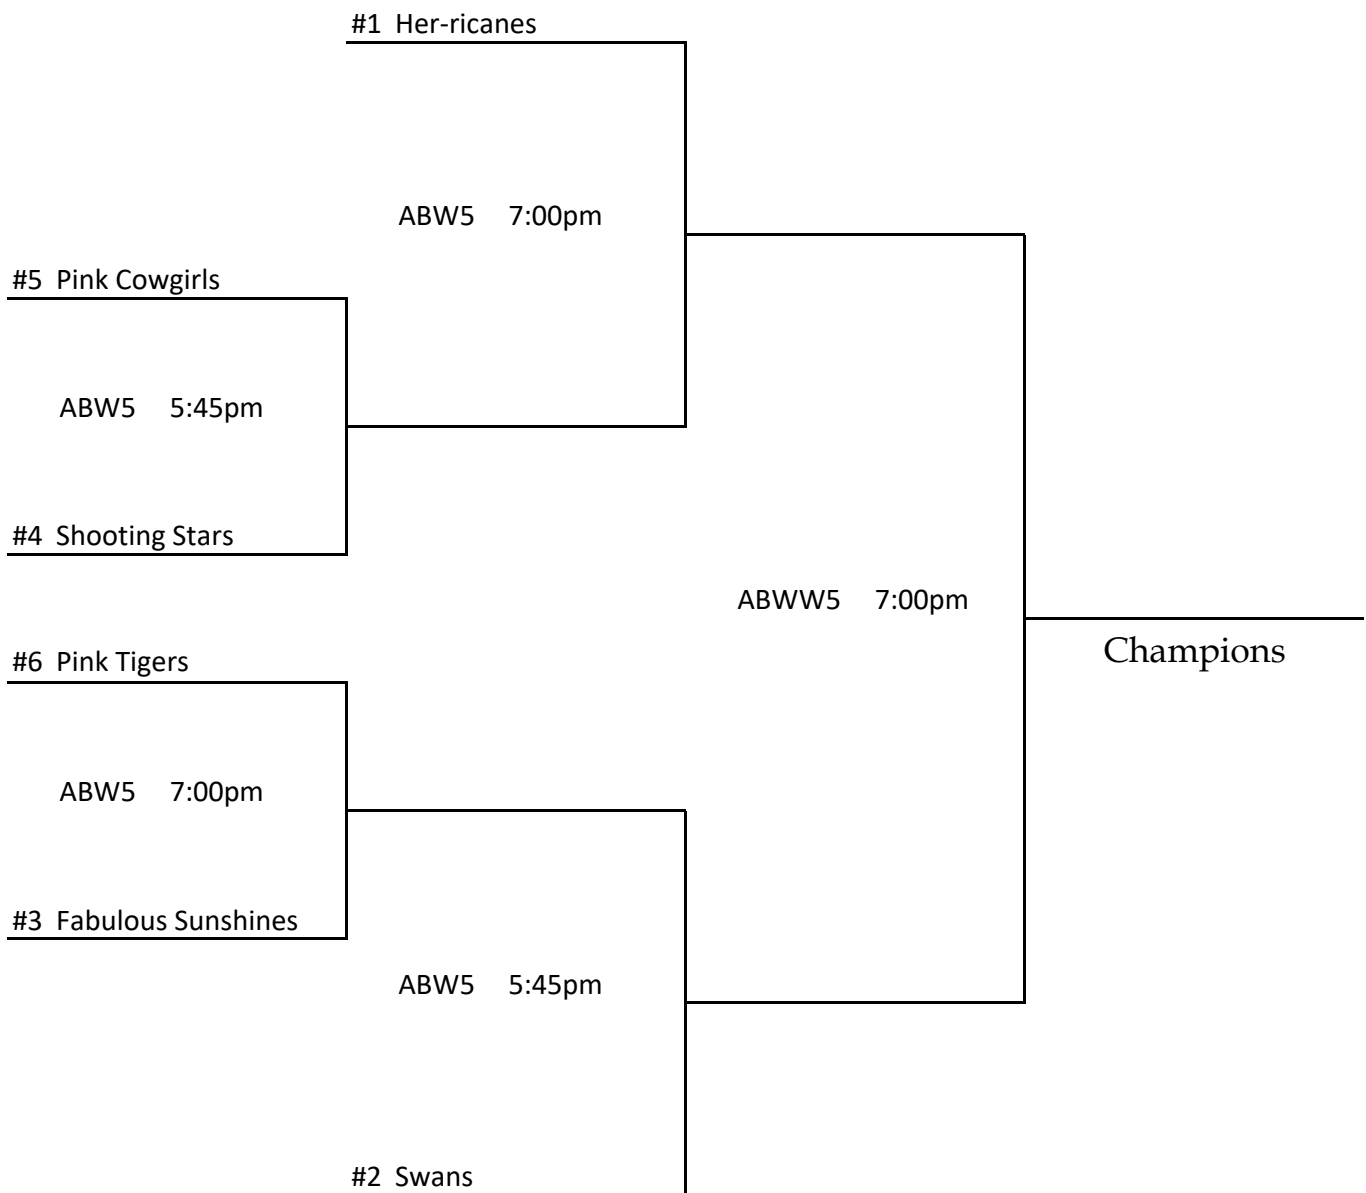 #1 Her-ricanes
ABW5 7:00pm
#5 Pink Cowgirls
ABW5 5:45pm
#4 Shooting Stars
ABWW5 7:00pm
Champions
#6 Pink Tigers
ABW5 7:00pm
#3 Fabulous Sunshines
ABW5 5:45pm
#2 Swans